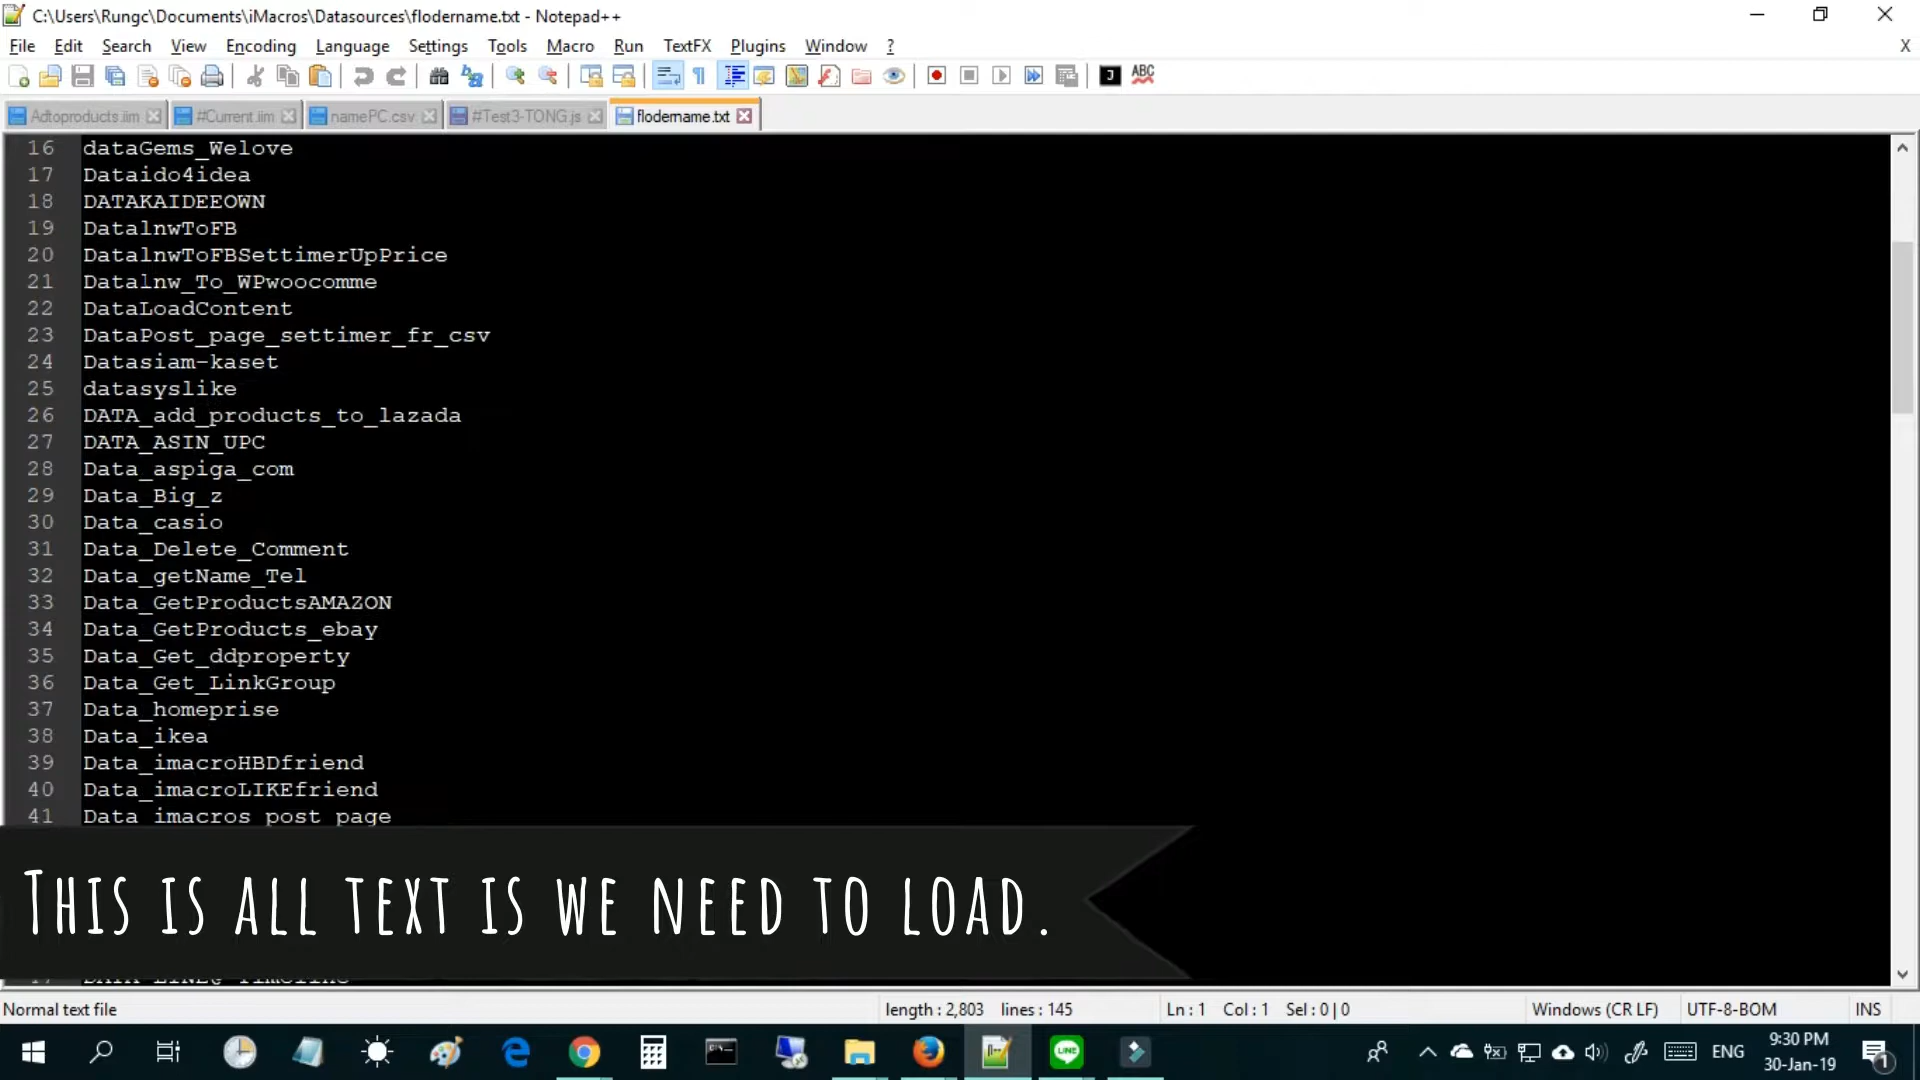 C:\Users\Rungc\Documents\iMacros\Datasources\flodername.txt - Notepad++
File Edit Search View Encoding Language Settings Tools Macro Run TextFX Plugins Window ? X
ABC
Adtoproducts.iim #Current.iim namePC.csv #Test3-TONG.js flodername.txt
16 dataGems_Welove
17 Dataido4idea
18 DATAKAIDEEOWN
19 DatalnwToFB
20 DatalnwToFBSettimerUpPrice
21 Datalnw_To_WPwoocomme
22 DataLoadContent
23 DataPost_page_settimer_fr_csv
24 Datasiam-kaset
25 datasyslike
26 DATA_add_products_to_lazada
27 DATA_ASIN_UPC
28 Data_aspiga_com
29 Data_Big_z
30 Data_casio
31 Data_Delete_Comment
32 Data_getName_Tel
33 Data_GetProductsAMAZON
34 Data_GetProducts_ebay
35 Data_Get_ddproperty
36 Data_Get_LinkGroup
37 Data_homeprise
38 Data_ikea
39 Data_imacroHBDfriend
40 Data_imacroLIKEfriend
41 Data_imacros_post_page
This is all text is we need to load.
Normal text file length : 2,803 lines : 145 Ln : 1 Col : 1 Sel : 0 | 0 Windows (CR LF) UTF-8-BOM INS
LINE ENG 9:30 PM
30-Jan-19 1